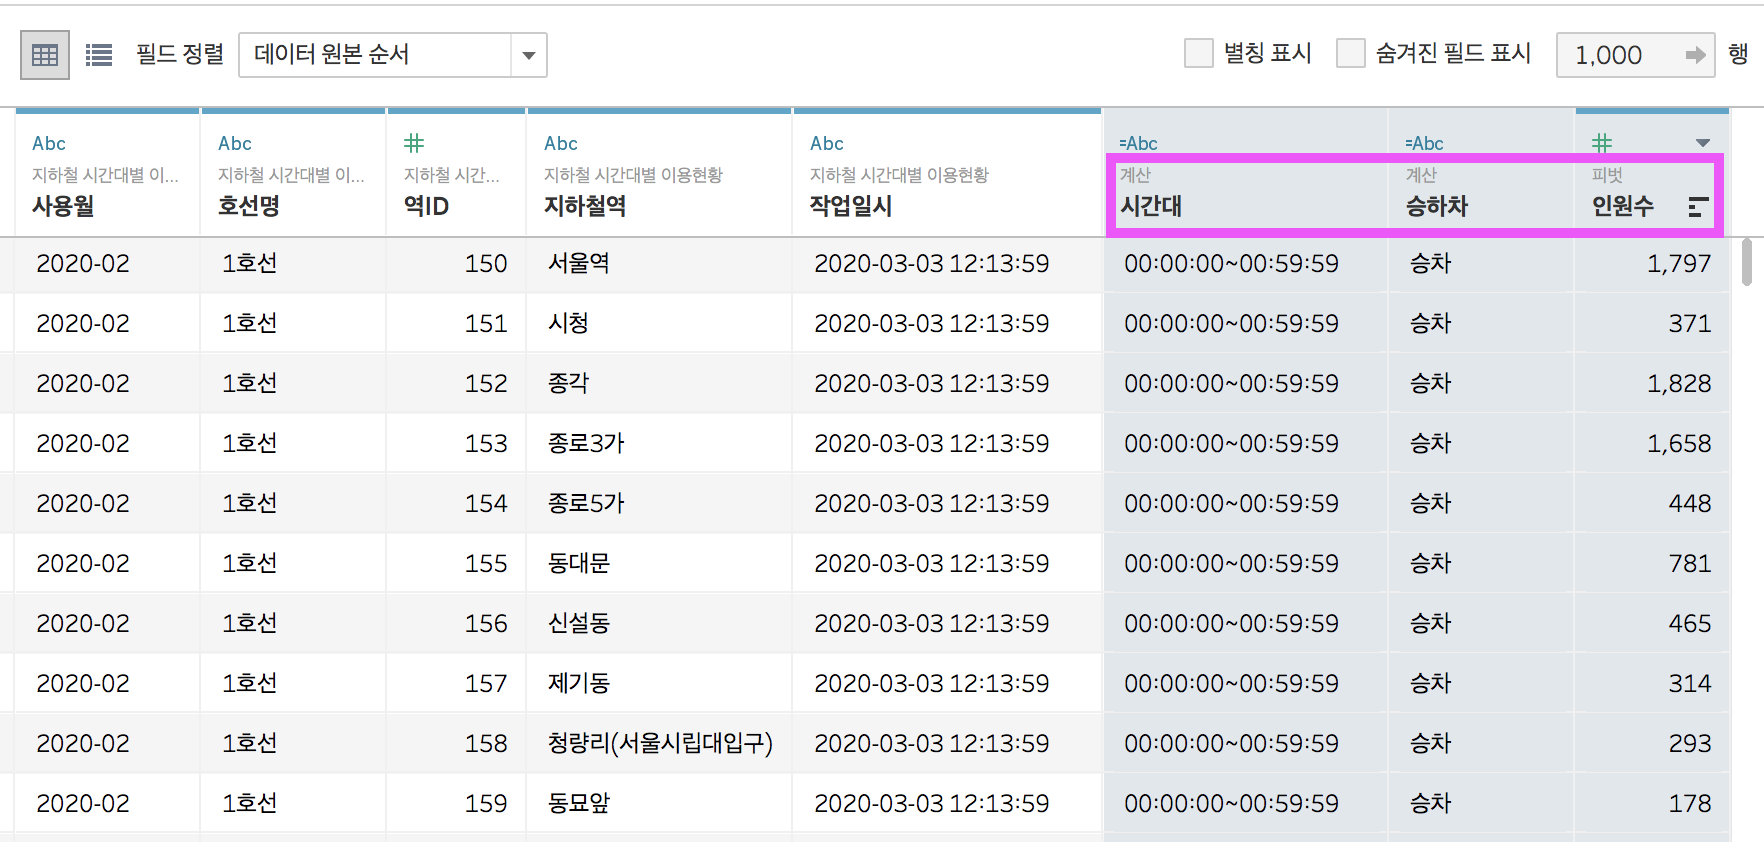 필드 정렬 데이터 원본 순서 별칭 표시 숨겨진 필드 표시 1,000 행
Abc Abc # Abc Abc =Abc =Abc #
지하철 시간대별 이... 지하철 시간대별 이... 지하철 시간... 지하철 시간대별 이용현황 지하철 시간대별 이용현황 계산 계산 피벗
사용월 호선명 역ID 지하철역 작업일시 시간대 승하차 인원수
2020-02 1호선 150 서울역 2020-03-03 12:13:59 00:00:00~00:59:59 승차 1,797
2020-02 1호선 151 시청 2020-03-03 12:13:59 00:00:00~00:59:59 승차 371
2020-02 1호선 152 종각 2020-03-03 12:13:59 00:00:00~00:59:59 승차 1,828
2020-02 1호선 153 종로3가 2020-03-03 12:13:59 00:00:00~00:59:59 승차 1,658
2020-02 1호선 154 종로5가 2020-03-03 12:13:59 00:00:00~00:59:59 승차 448
2020-02 1호선 155 동대문 2020-03-03 12:13:59 00:00:00~00:59:59 승차 781
2020-02 1호선 156 신설동 2020-03-03 12:13:59 00:00:00~00:59:59 승차 465
2020-02 1호선 157 제기동 2020-03-03 12:13:59 00:00:00~00:59:59 승차 314
2020-02 1호선 158 청량리(서울시립대입구) 2020-03-03 12:13:59 00:00:00~00:59:59 승차 293
2020-02 1호선 159 동묘앞 2020-03-03 12:13:59 00:00:00~00:59:59 승차 178